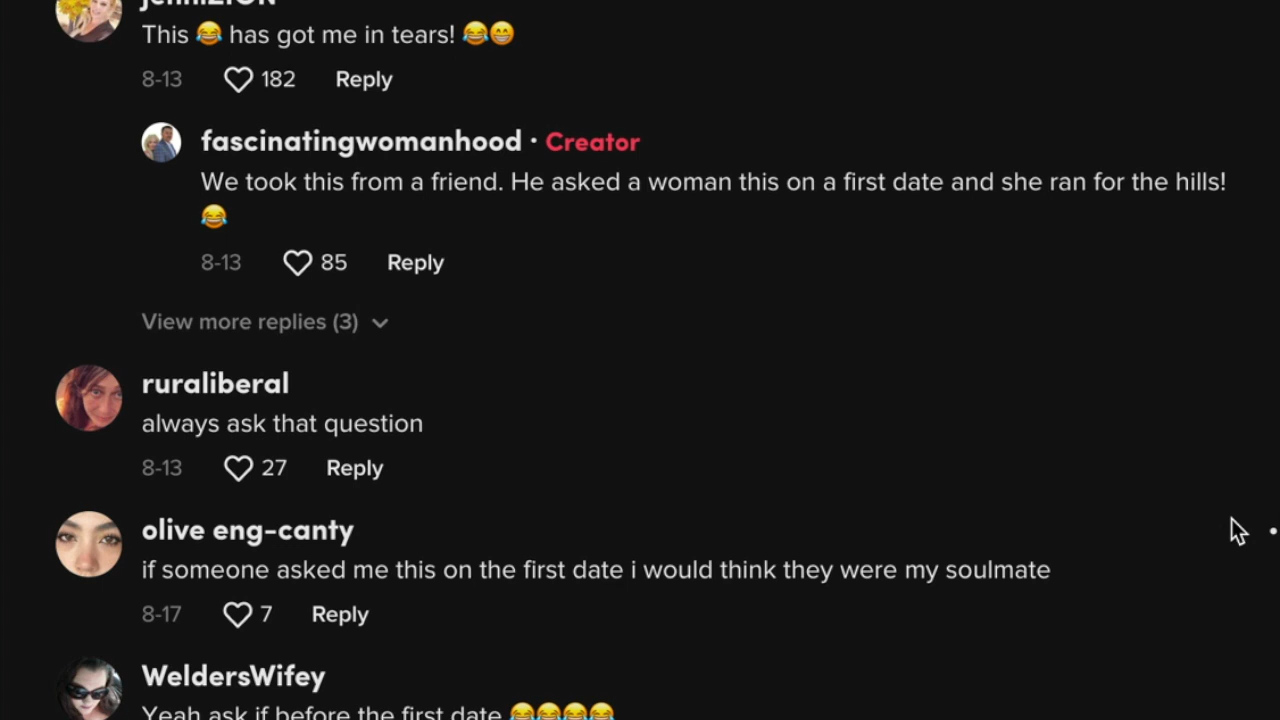 This 😂 has got me in tears! 😂😁
8-13 182 Reply
fascinatingwomanhood · Creator
We took this from a friend. He asked a woman this on a first date and she ran for the hills!
😂
8-13 85 Reply
View more replies (3)
ruraliberal
always ask that question
8-13 27 Reply
olive eng-canty
if someone asked me this on the first date i would think they were my soulmate
8-17 7 Reply
WeldersWifey
Yeah ask if before the first date 😂😂😂😂